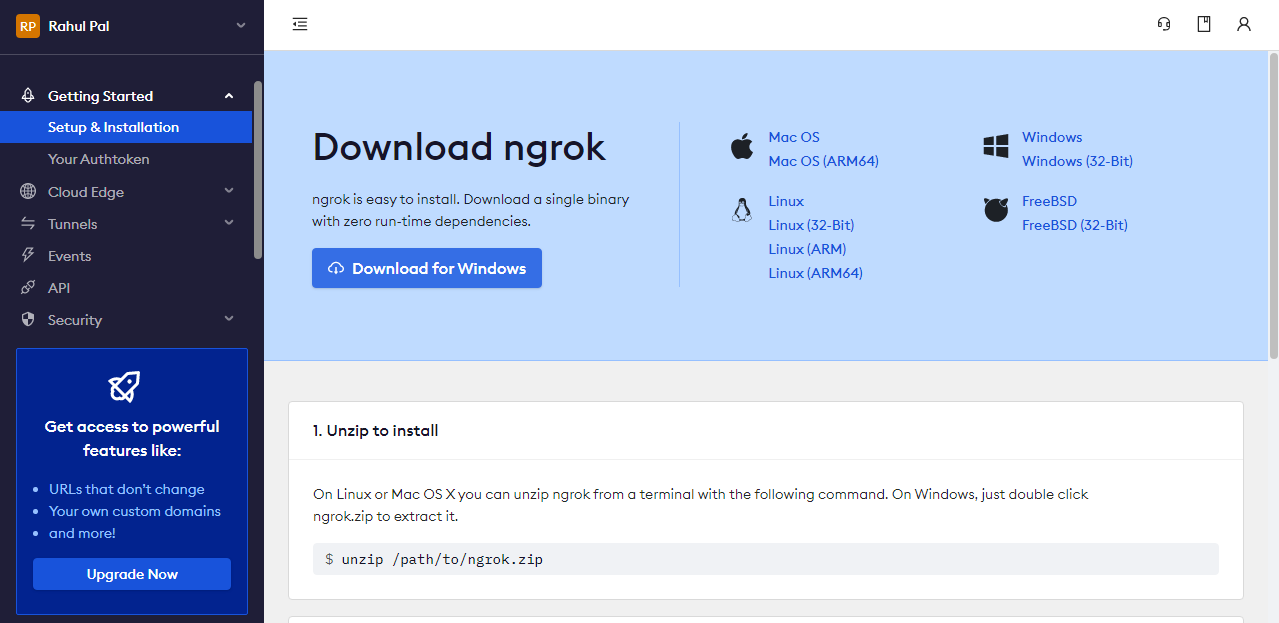 RP Rahul Pal
Getting Started
Setup & Installation
Your Authtoken
Cloud Edge
Tunnels
Events
API
Security
Get access to powerful
features like:
• URLs that don't change
• Your own custom domains
• and more!
Upgrade Now
Download ngrok
ngrok is easy to install. Download a single binary
with zero run-time dependencies.
Download for Windows
Mac OS
Mac OS (ARM64)
Linux
Linux (32-Bit)
Linux (ARM)
Linux (ARM64)
Windows
Windows (32-Bit)
FreeBSD
FreeBSD (32-Bit)
1. Unzip to install
On Linux or Mac OS X you can unzip ngrok from a terminal with the following command. On Windows, just double click
ngrok.zip to extract it.
$ unzip /path/to/ngrok.zip